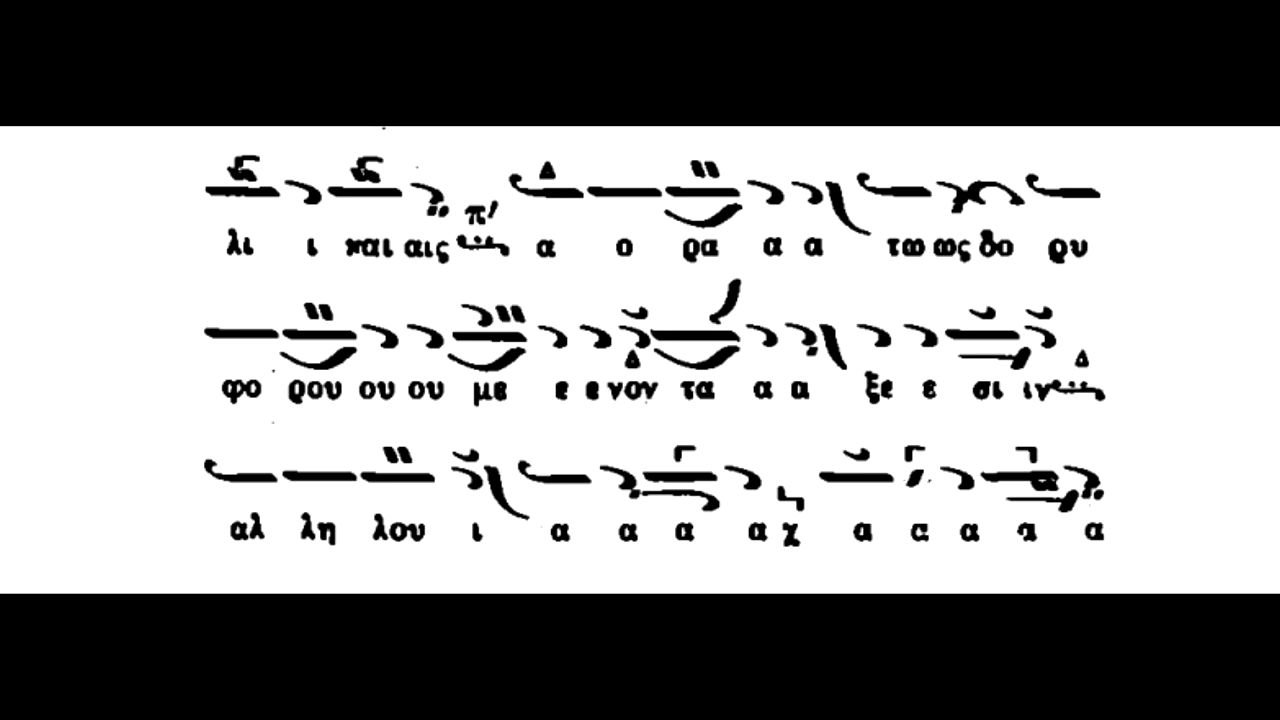 λι ι και αις π α ο ρα α α τω ως δο ρυ
φο ρου ου ου με ε ε νον τα α α ξε ε σι ιν
αλ λη λου ι α α α α χ α α α α α